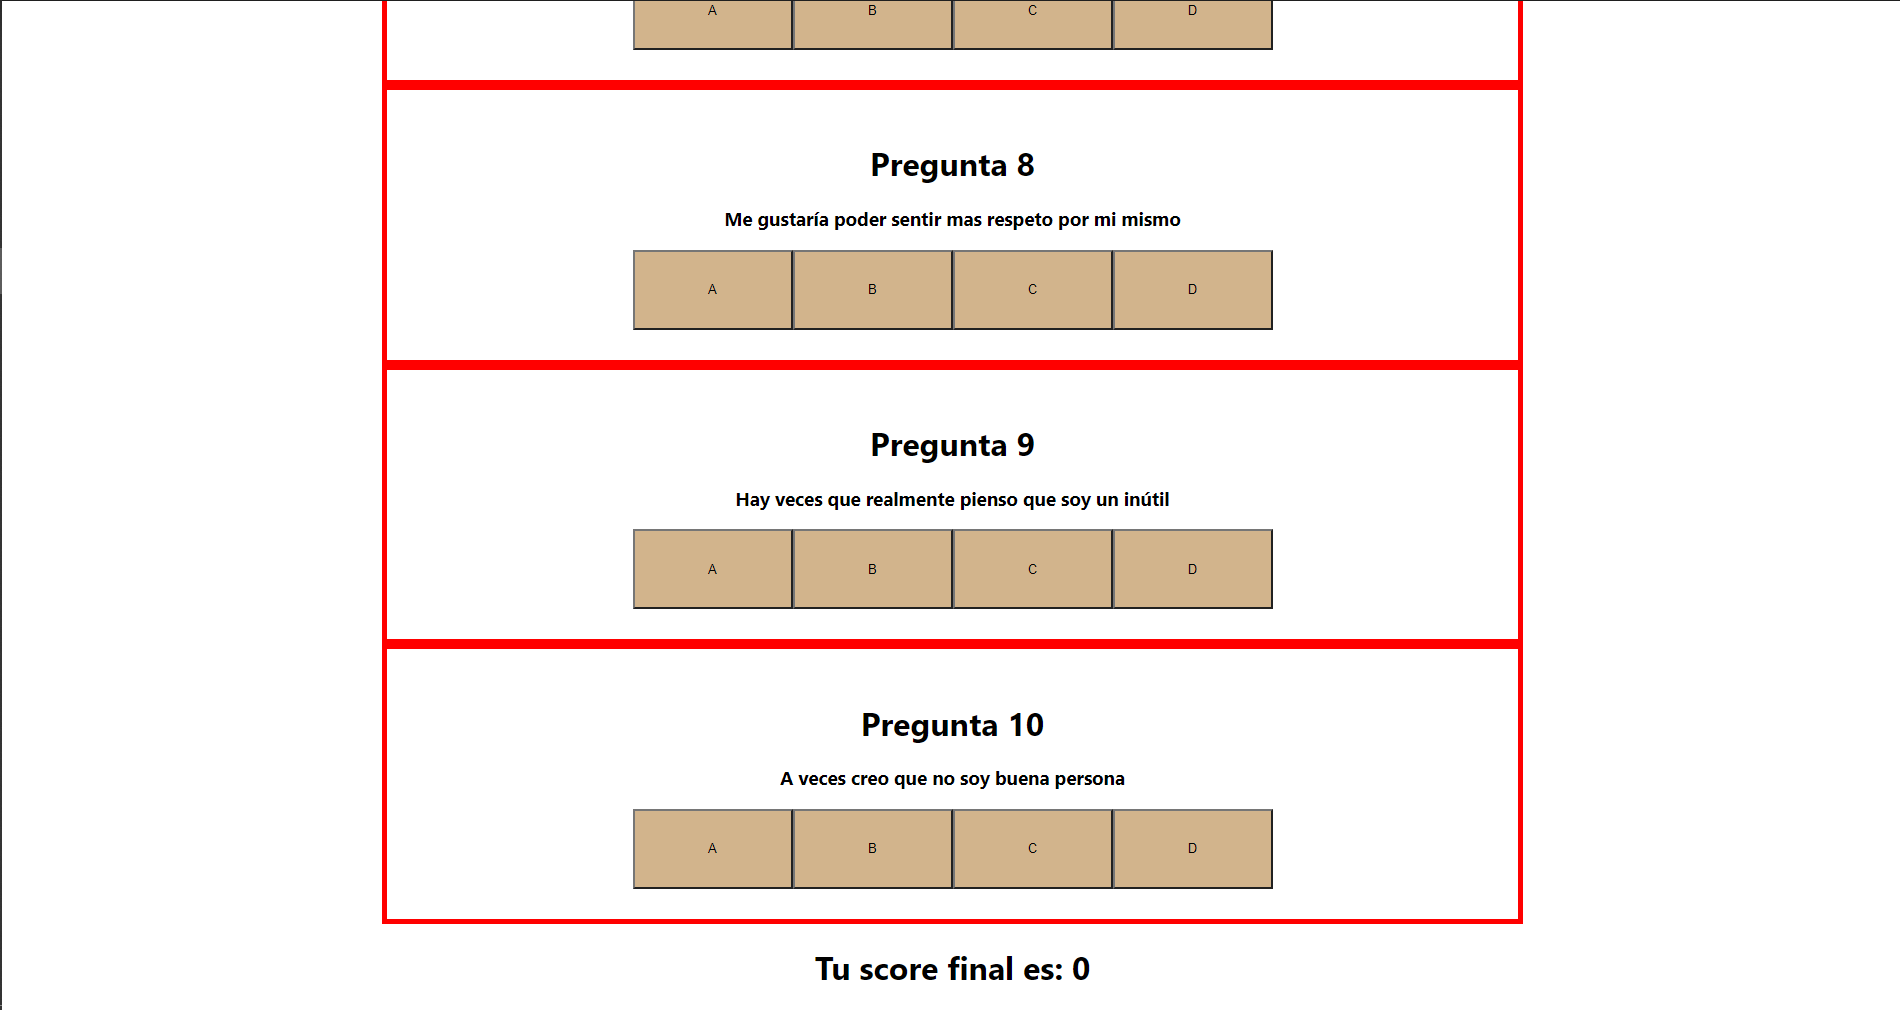 A B C D
Pregunta 8
Me gustaría poder sentir mas respeto por mi mismo
A B C D
Pregunta 9
Hay veces que realmente pienso que soy un inútil
A B C D
Pregunta 10
A veces creo que no soy buena persona
A B C D
Tu score final es: 0